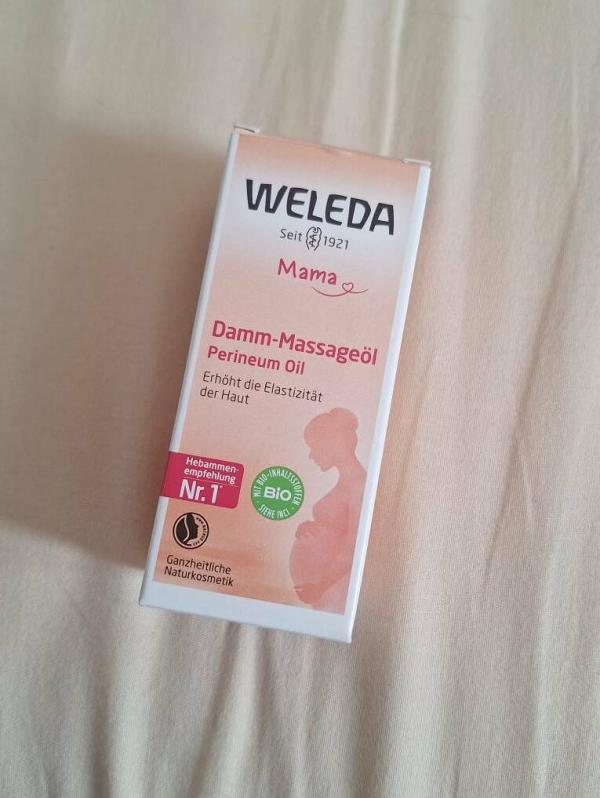 WELEDA
Seit 1921
Mama
Damm-Massageöl
Perineum Oil
Erhöht die Elastizität
der Haut
Hebammen-
empfehlung
Nr.1*
MIT BIO-INHALTSSTOFFEN
BIO
SIEHE INCI
Ganzheitliche
Naturkosmetik